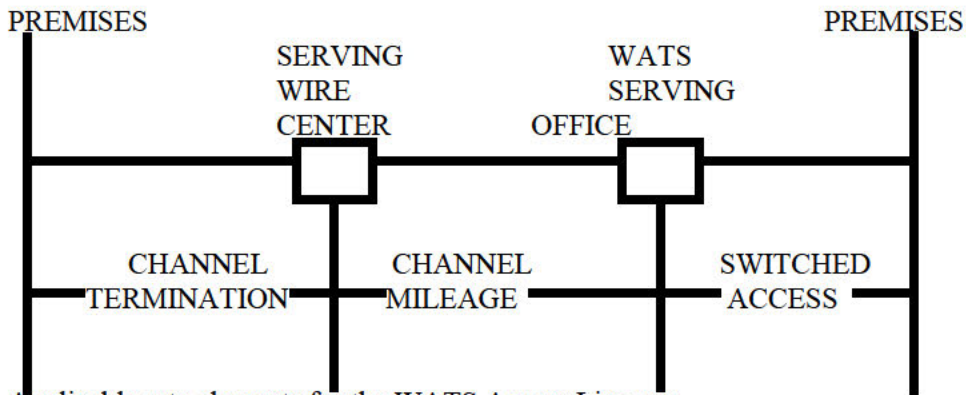 PREMISES PREMISES
SERVING WATS
WIRE SERVING
CENTER OFFICE
CHANNEL CHANNEL SWITCHED
TERMINATION MILEAGE ACCESS